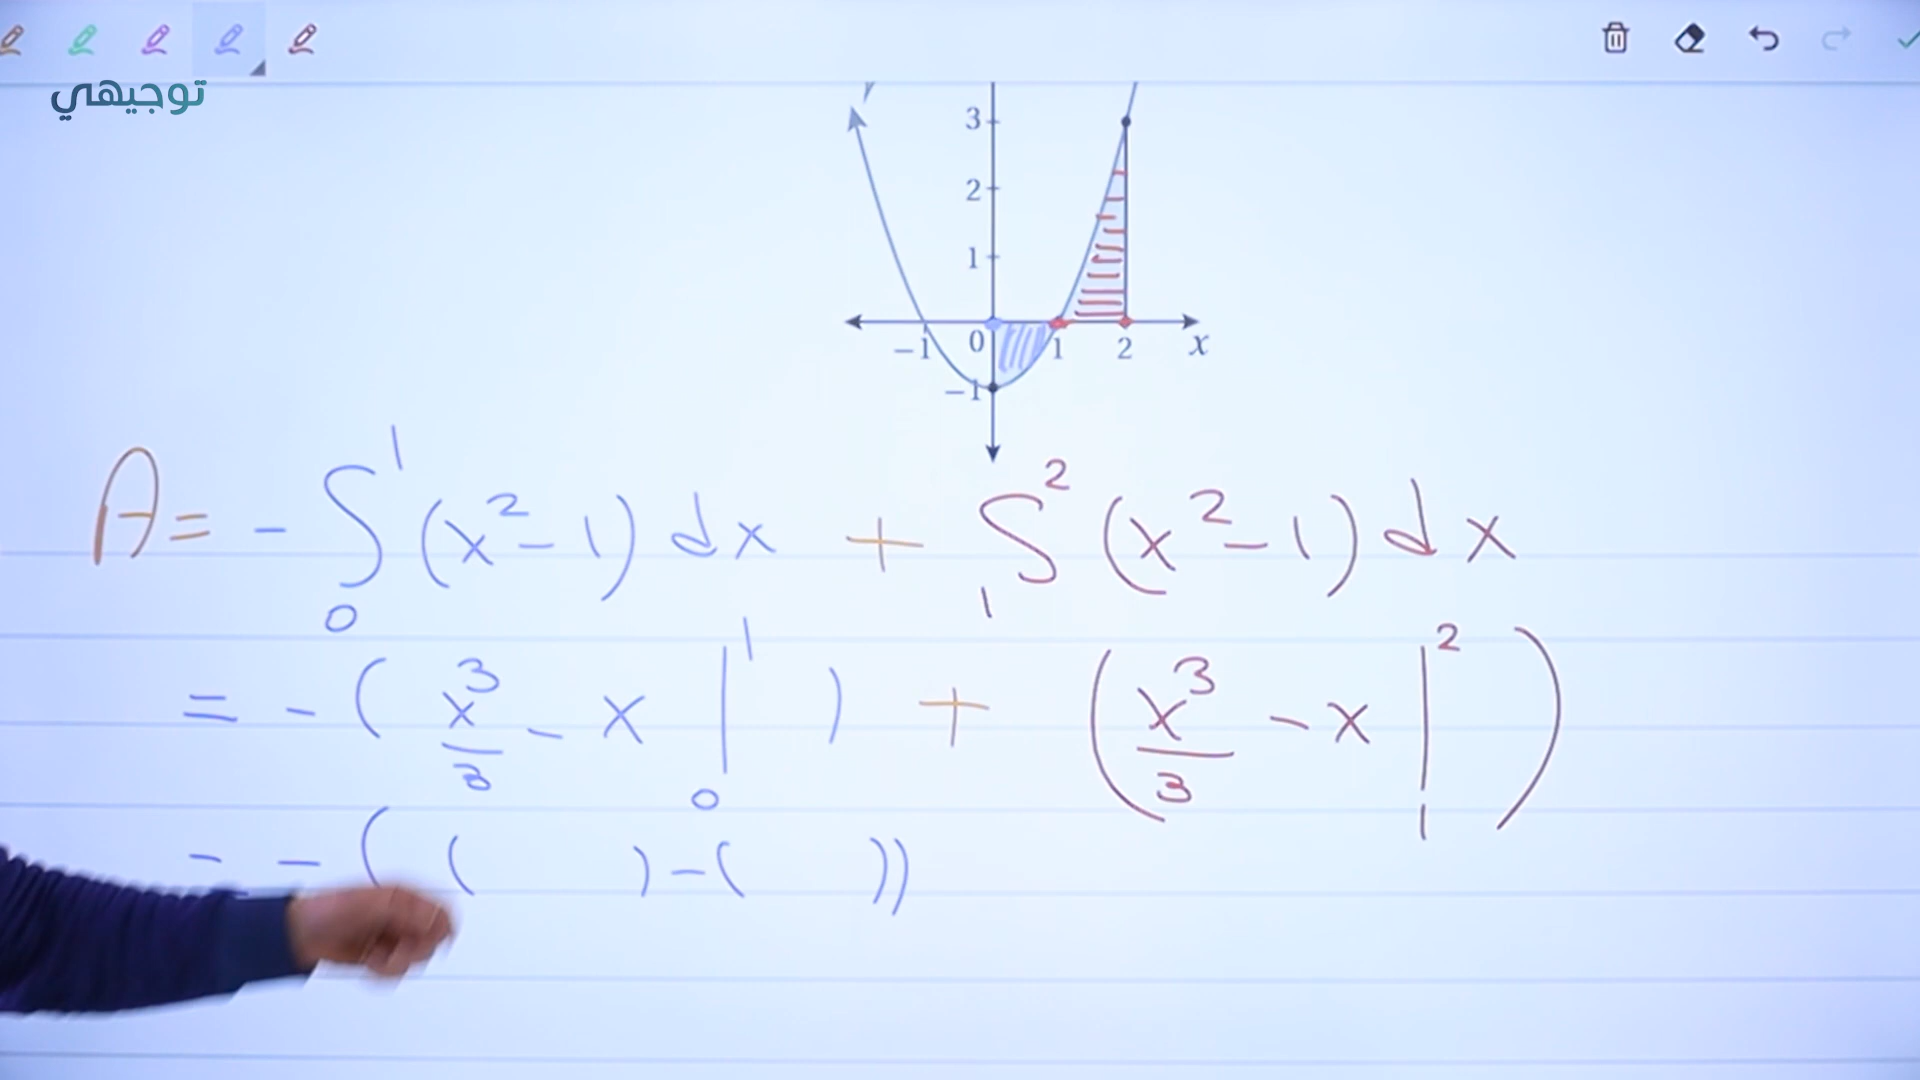 توجيهي
y
3
2
1
-1 0 1 2 x
-1
A = - ∫₀¹ (x² - 1) dx + ∫₁² (x² - 1) dx
= - ( x³/3 - x |₀¹ ) + ( x³/3 - x |₁² )
= - ( ( ) - ( ) )